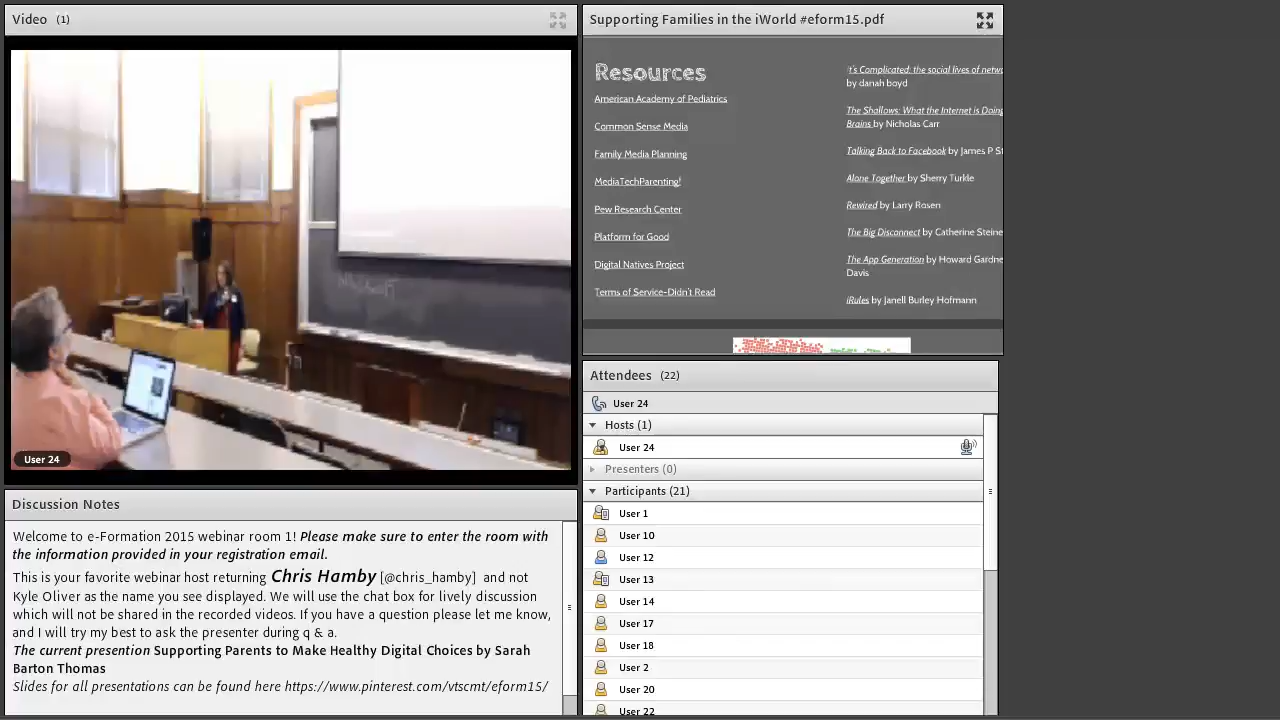 Video (1)
User 24
Discussion Notes
Welcome to e-Formation 2015 webinar room 1! Please make sure to enter the room with
the information provided in your registration email.
This is your favorite webinar host returning Chris Hamby [@chris_hamby] and not
Kyle Oliver as the name you see displayed. We will use the chat box for lively discussion
which will not be shared in the recorded videos. If you have a question please let me know,
and I will try my best to ask the presenter during q & a.
The current presention Supporting Parents to Make Healthy Digital Choices by Sarah
Barton Thomas
Slides for all presentations can be found here https://www.pinterest.com/vtscmt/eform15/
Supporting Families in the iWorld #eform15.pdf
Resources
American Academy of Pediatrics
Common Sense Media
Family Media Planning
MediaTechParenting!
Pew Research Center
Platform for Good
Digital Natives Project
Terms of Service-Didn't Read
t's Complicated: the social lives of netwo
by danah boyd
The Shallows: What the Internet is Doing
Brains by Nicholas Carr
Talking Back to Facebook by James P St
Alone Together by Sherry Turkle
Rewired by Larry Rosen
The Big Disconnect by Catherine Steine
The App Generation by Howard Gardne
Davis
iRules by Janell Burley Hofmann
Attendees (22)
User 24
Hosts (1)
User 24
Presenters (0)
Participants (21)
User 1
User 10
User 12
User 13
User 14
User 17
User 18
User 2
User 20
User 22